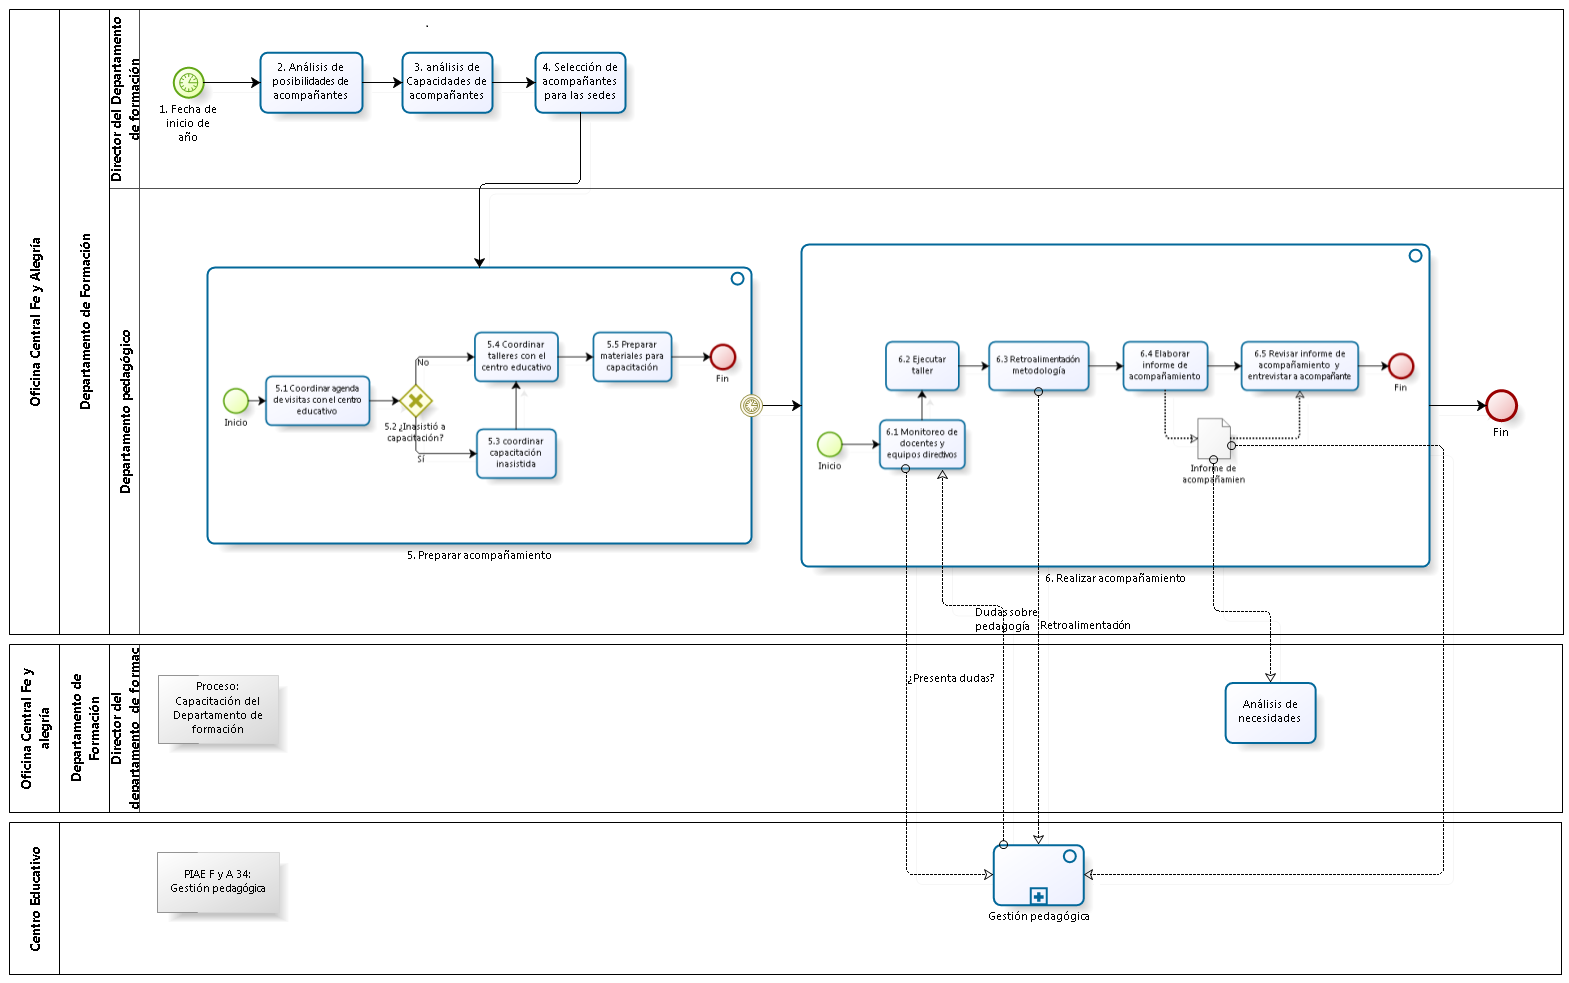 Oficina Central Fe y Alegría
Departamento de Formación
Director del Departamento
de formación
.
1. Fecha de
inicio de
año
2. Análisis de
posibilidades de
acompañantes
3. análisis de
Capacidades de
acompañantes
4. Selección de
acompañantes
para las sedes
Departamento pedagógico
Inicio
5.1 Coordinar agenda
de visitas con el centro
educativo
5.2 ¿Inasistió a
capacitación?
No
Sí
5.3 coordinar
capacitación
inasistida
5.4 Coordinar
talleres con el
centro educativo
5.5 Preparar
materiales para
capacitación
Fin
5. Preparar acompañamiento
Inicio
6.1 Monitoreo de
docentes y
equipos directivos
6.2 Ejecutar
taller
6.3 Retroalimentación
metodología
6.4 Elaborar
informe de
acompañamiento
6.5 Revisar informe de
acompañamiento y
entrevistar a acompañante
Fin
Informe de
acompañamien
6. Realizar acompañamiento
Fin
Dudas sobre
pedagogía
Retroalimentación
¿Presenta dudas?
Oficina Central Fe y
alegría
Departamento de
Formación
Director del
departamento de formac
Proceso:
Capacitación del
Departamento de
formación
Análisis de
necesidades
Centro Educativo
PIAE F y A 34:
Gestión pedagógica
Gestión pedagógica